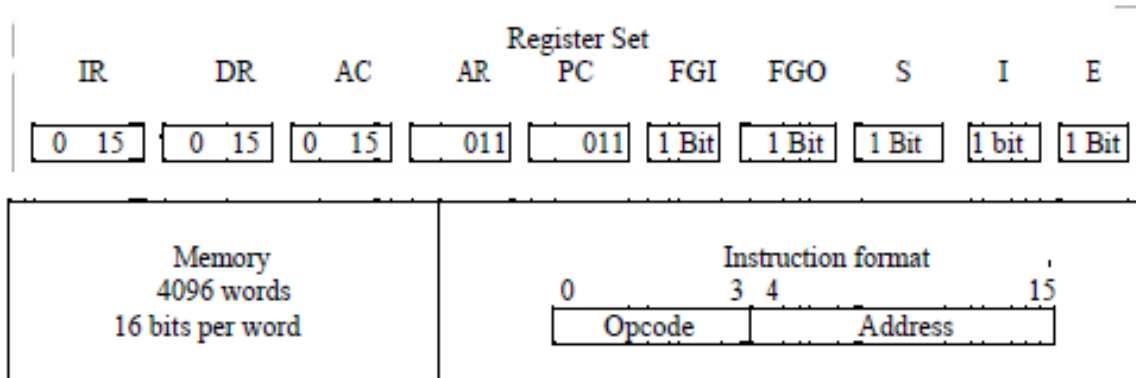 Register Set
IR DR AC AR PC FGI FGO S I E
0 15 0 15 0 15 011 011 1 Bit 1 Bit 1 Bit 1 bit 1 Bit
Memory
4096 words
16 bits per word
Instruction format
0 3 4 15
Opcode Address